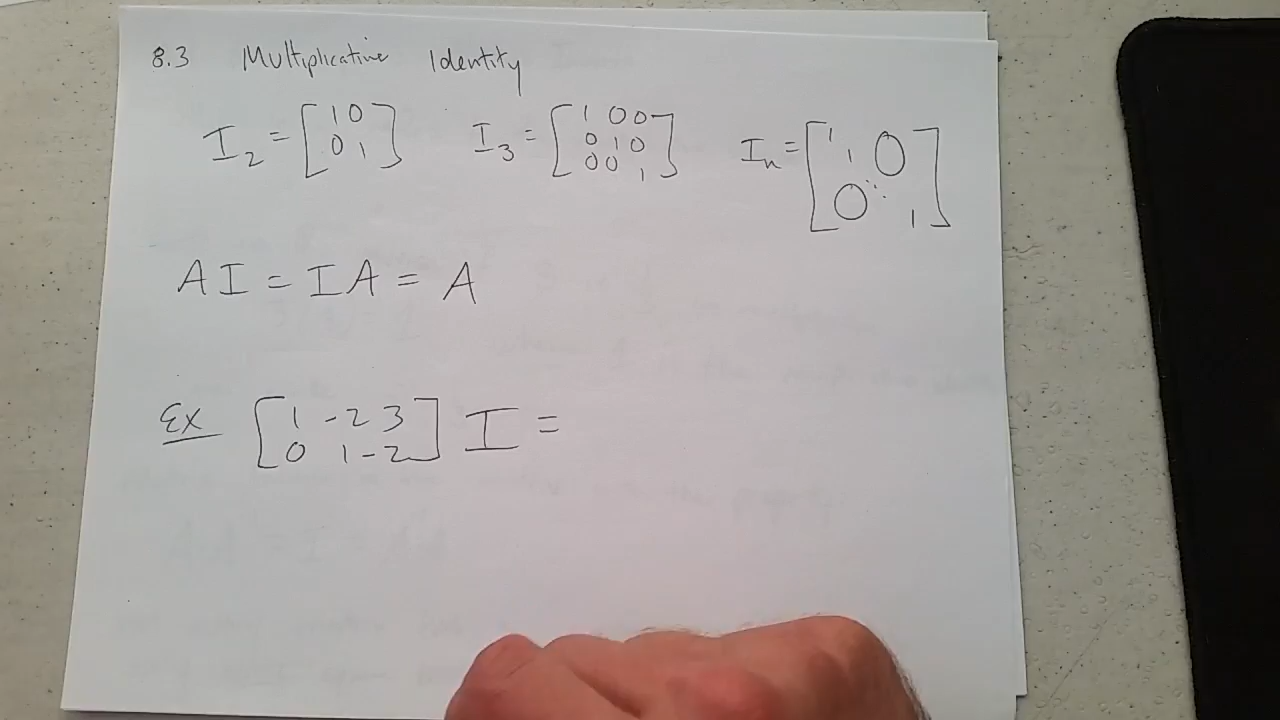 8.3 Multiplicative Identity
I₂ = [1 0
0 1] I₃ = [1 0 0
0 1 0
0 0 1] Iₙ = [1 1 0
0 ⋱ 1]
AI = IA = A
Ex [1 -2 3
0 1 -2] I =